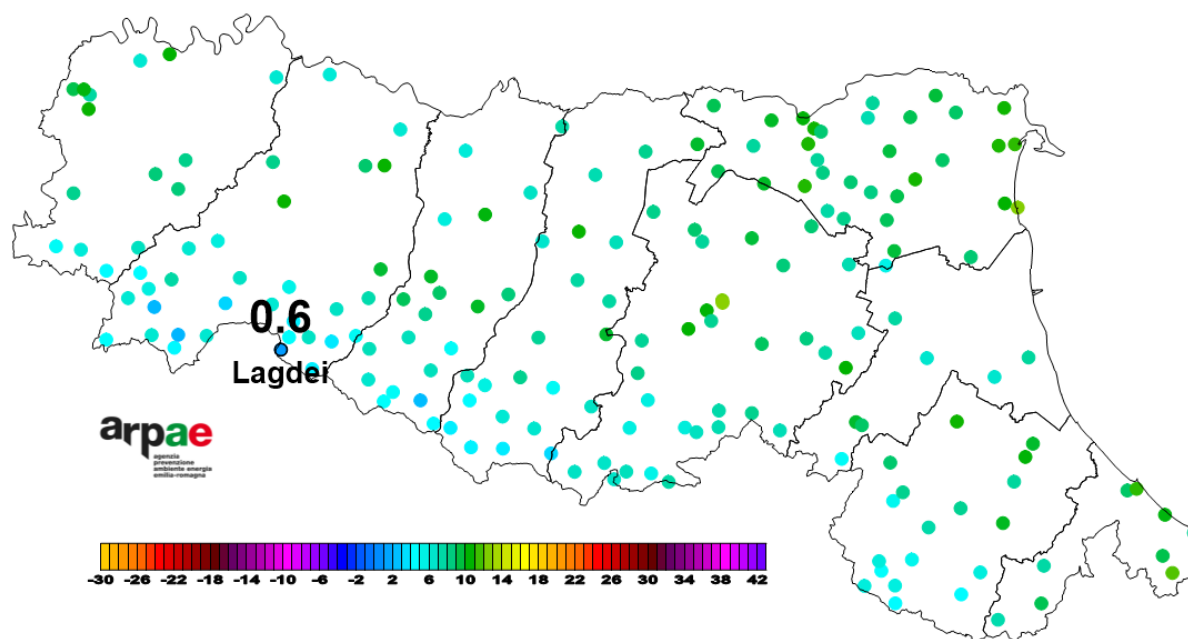 0.6
Lagdei
arpae
agenzia
prevenzione
ambiente energia
emilia-romagna
-30 -26 -22 -18 -14 -10 -6 -2 2 6 10 14 18 22 26 30 34 38 42